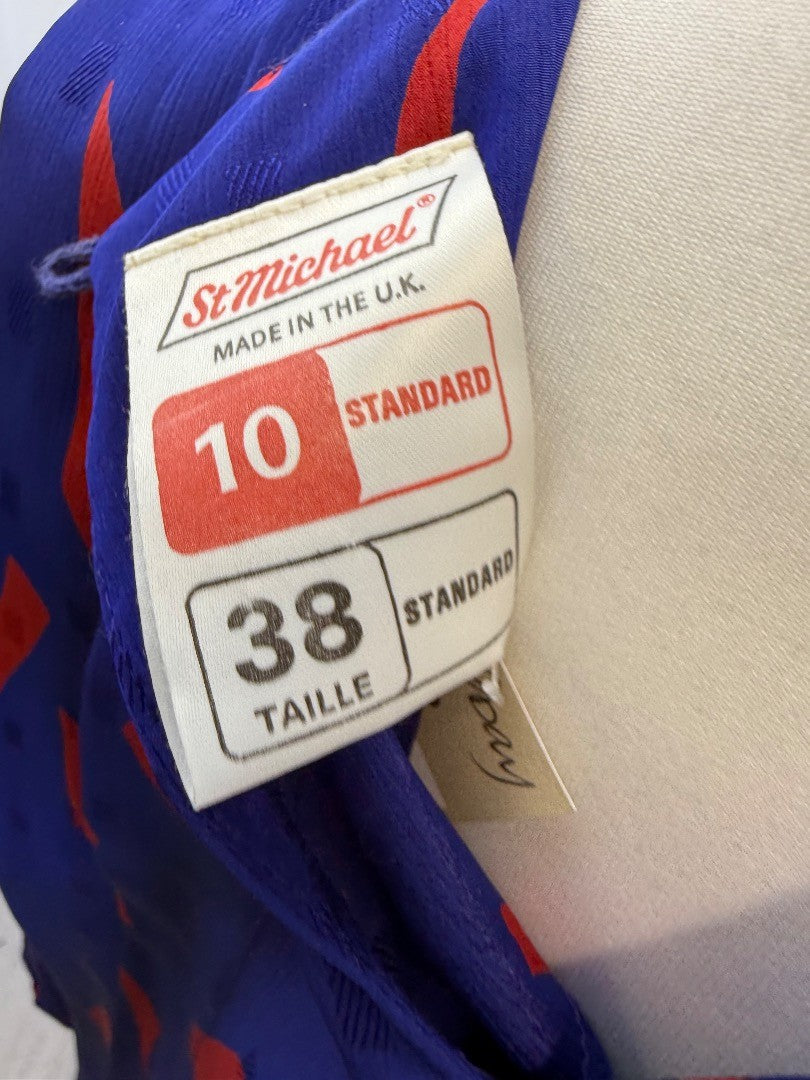 St Michael®
MADE IN THE U.K.
10 STANDARD
38 STANDARD
TAILLE